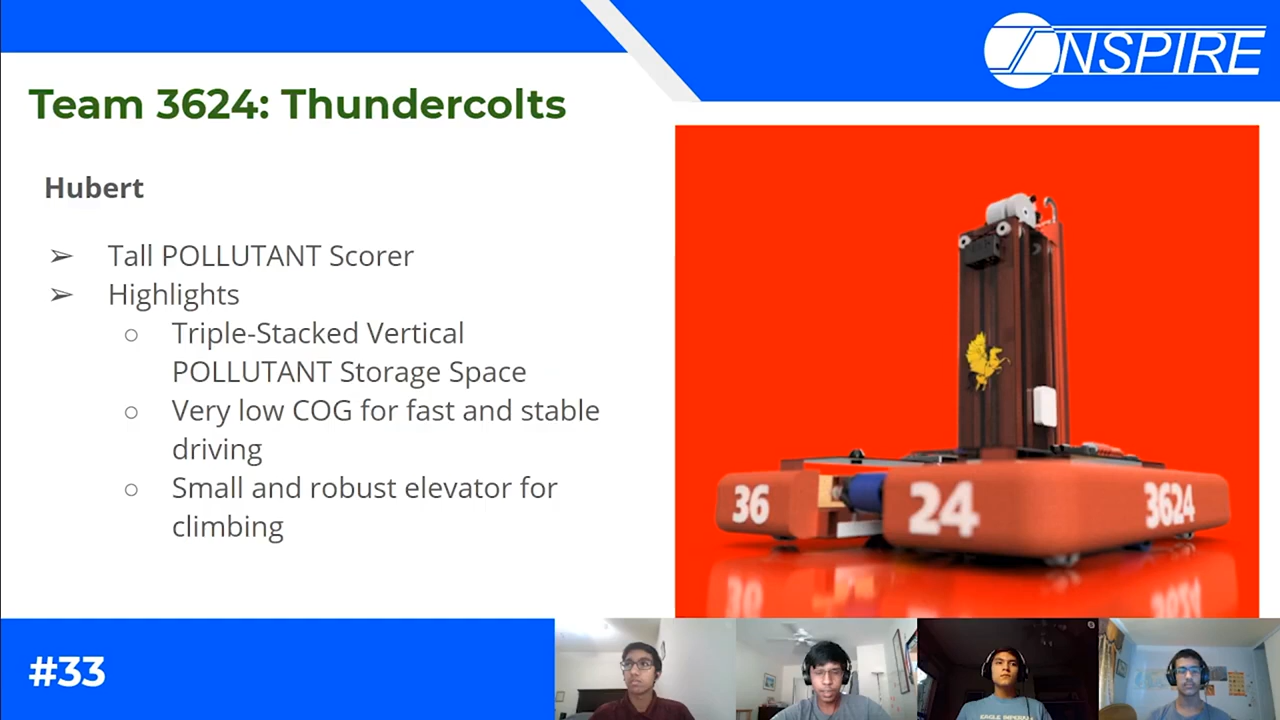 INSPIRE
Team 3624: Thundercolts
Hubert
➢ Tall POLLUTANT Scorer
➢ Highlights
○ Triple-Stacked Vertical
POLLUTANT Storage Space
○ Very low COG for fast and stable
driving
○ Small and robust elevator for
climbing
36
24
3624
#33